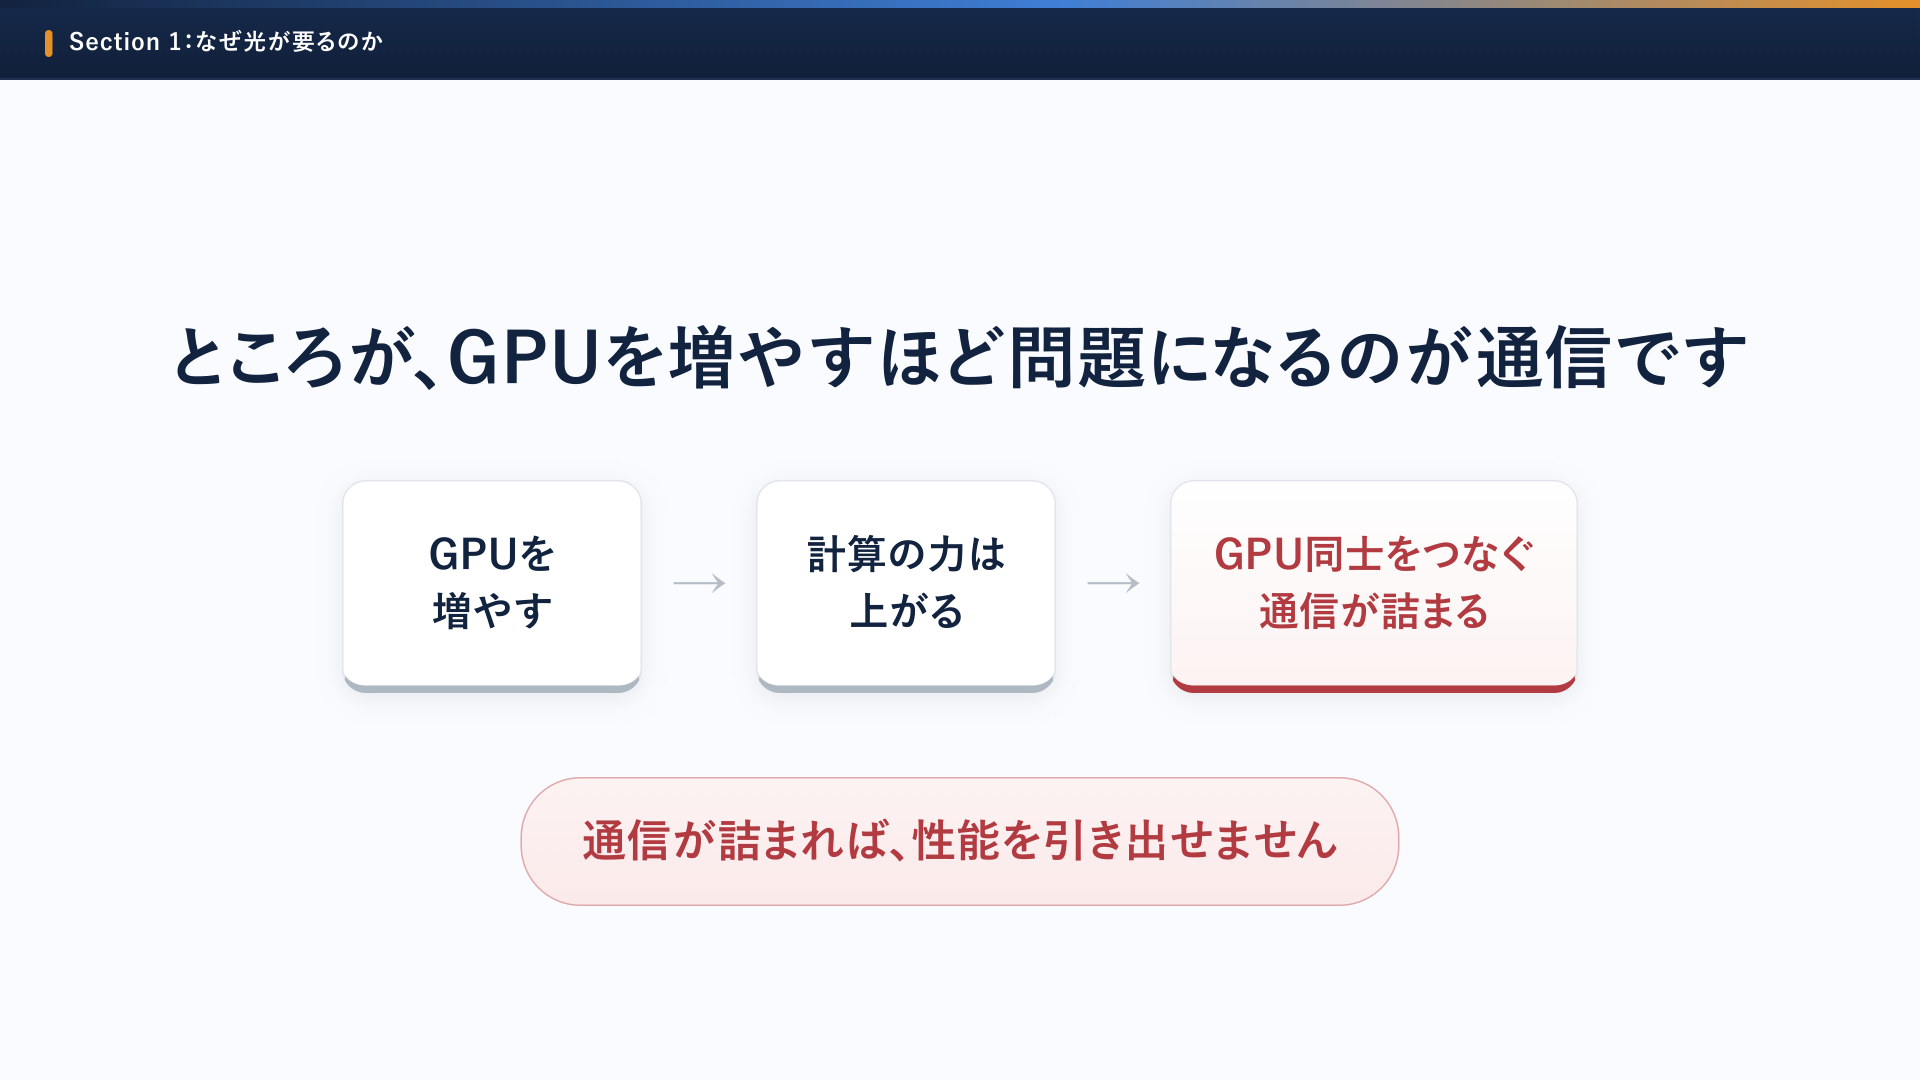 Section 1：なぜ光が要るのか
ところが、GPUを増やすほど問題になるのが通信です
GPUを
増やす
→
計算の力は
上がる
→
GPU同士をつなぐ
通信が詰まる
通信が詰まれば、性能を引き出せません